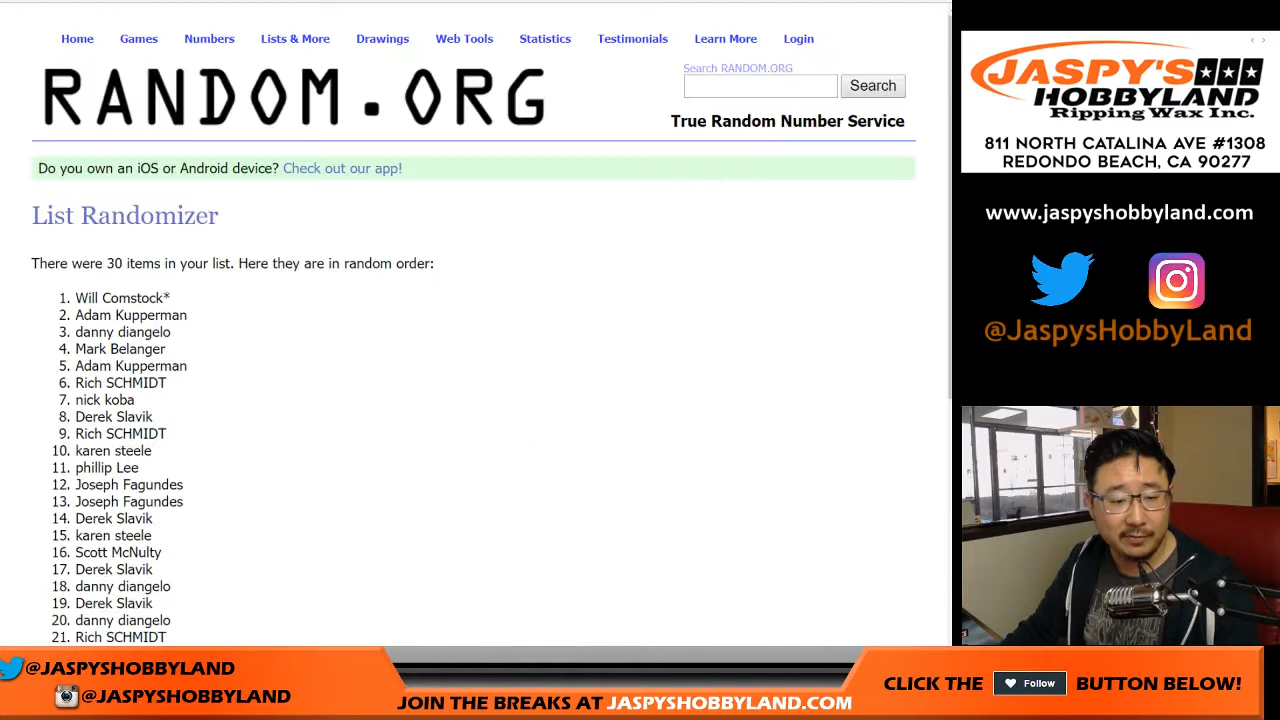 Home Games Numbers Lists & More Drawings Web Tools Statistics Testimonials Learn More Login
RANDOM.ORG
Search RANDOM.ORG
Search
True Random Number Service
Do you own an iOS or Android device? Check out our app!
List Randomizer
There were 30 items in your list. Here they are in random order:
1. Will Comstock*
2. Adam Kupperman
3. danny diangelo
4. Mark Belanger
5. Adam Kupperman
6. Rich SCHMIDT
7. nick koba
8. Derek Slavik
9. Rich SCHMIDT
10. karen steele
11. phillip Lee
12. Joseph Fagundes
13. Joseph Fagundes
14. Derek Slavik
15. karen steele
16. Scott McNulty
17. Derek Slavik
18. danny diangelo
19. Derek Slavik
20. danny diangelo
21. Rich SCHMIDT
JASPY'S
HOBBYLAND
Ripping Wax Inc.
811 NORTH CATALINA AVE #1308
REDONDO BEACH, CA 90277
www.jaspyshobbyland.com
@JaspysHobbyLand
@JASPYSHOBBYLAND
@JASPYSHOBBYLAND
JOIN THE BREAKS AT JASPYSHOBBYLAND.COM
CLICK THE Follow BUTTON BELOW!